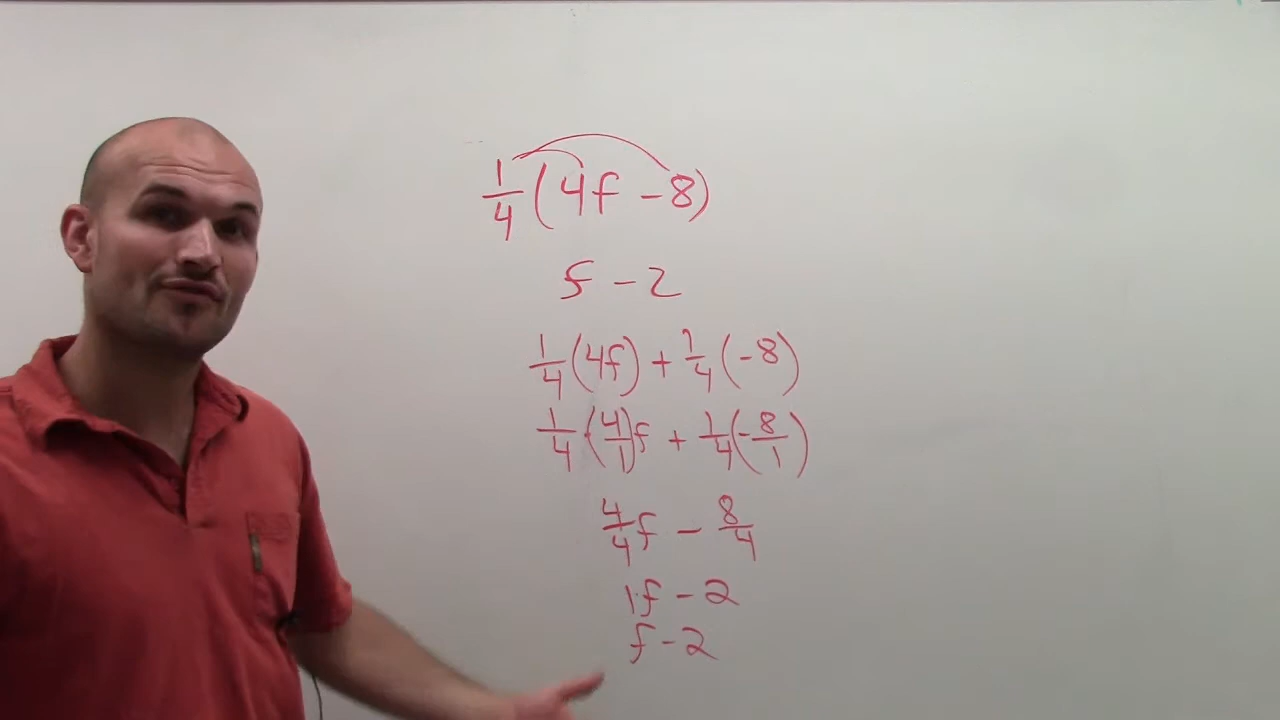 1/4 (4f - 8)
f - 2
1/4 (4f) + 1/4 (-8)
1/4 · (4/1)f + 1/4 (-8/1)
4/4 f - 8/4
1f - 2
f - 2